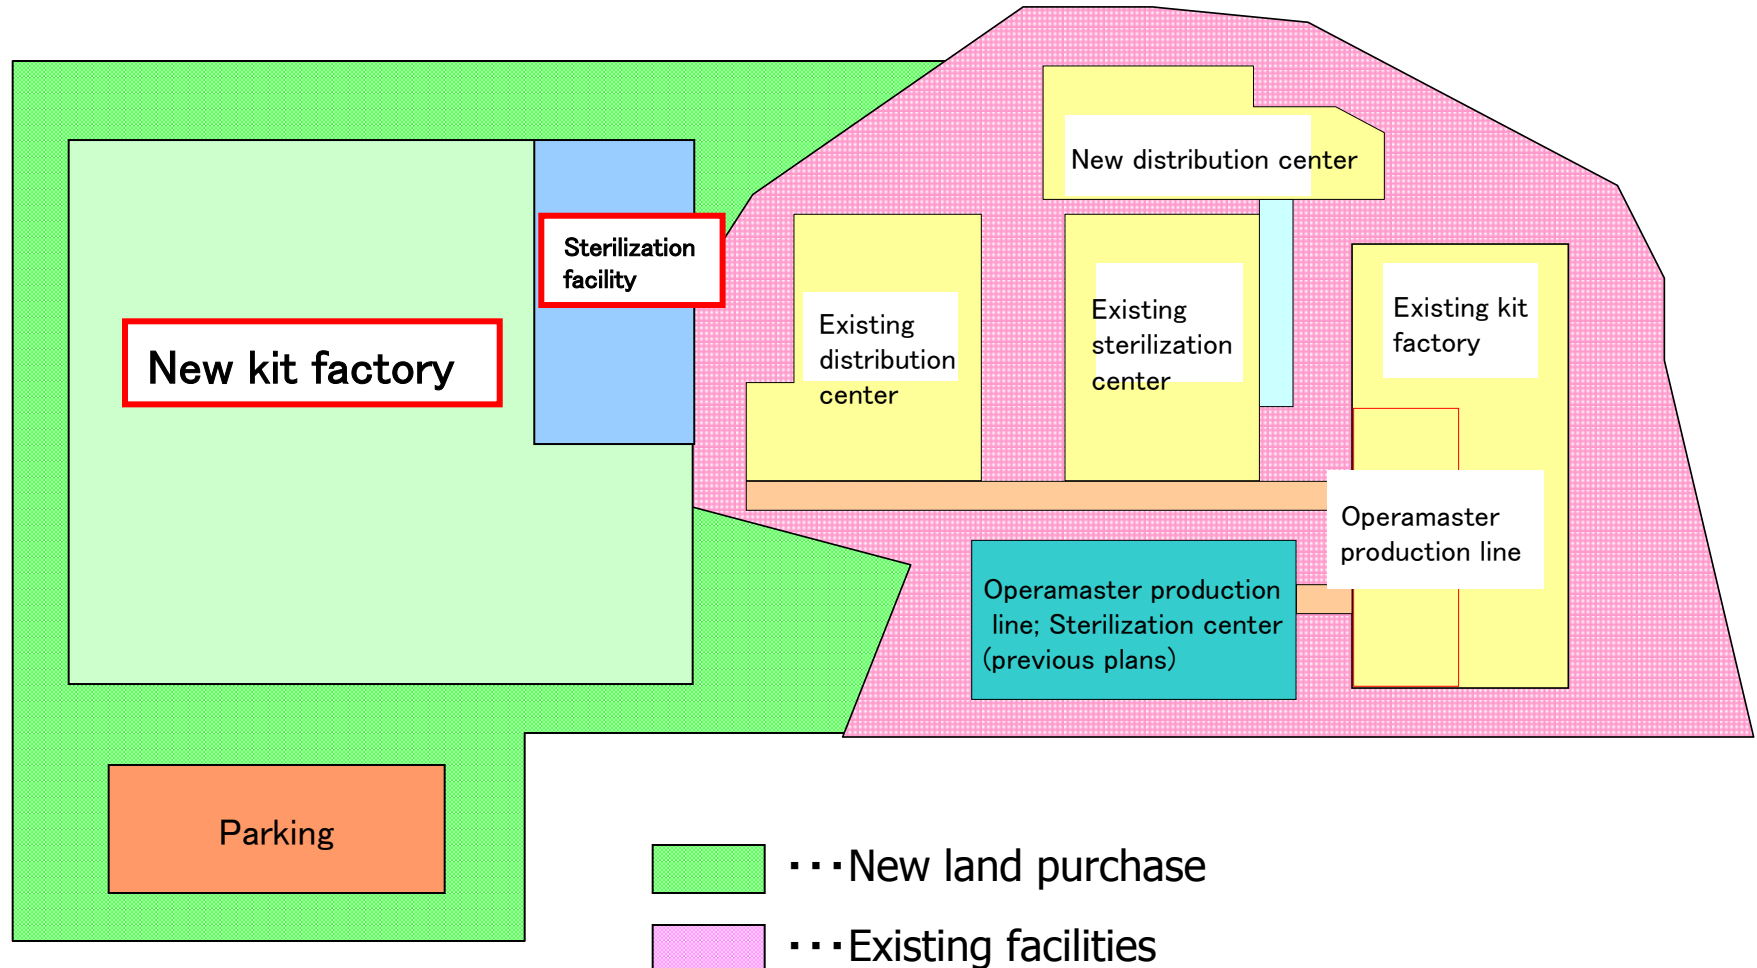 New distribution center
Sterilization
facility
New kit factory
Existing
distribution
center
Existing
sterilization
center
Existing kit
factory
Operamaster
production line
Operamaster production
line; Sterilization center
(previous plans)
Parking
・・・New land purchase
・・・Existing facilities